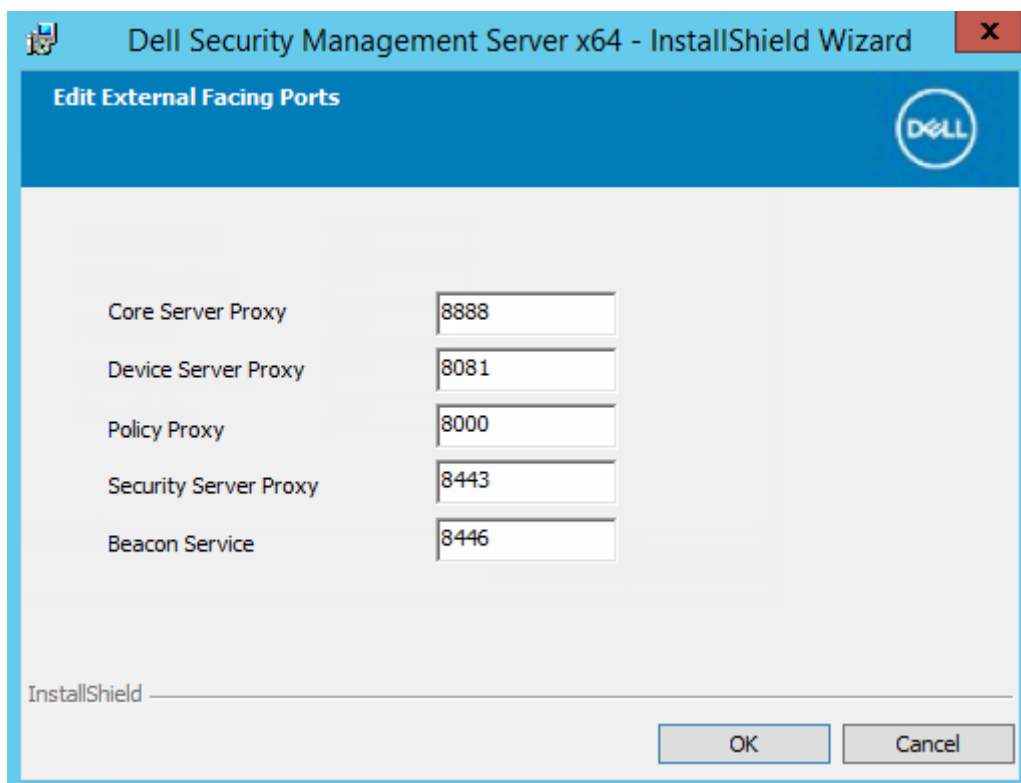 Dell Security Management Server x64 - InstallShield Wizard
x
Edit External Facing Ports
DELL
Core Server Proxy 8888
Device Server Proxy 8081
Policy Proxy 8000
Security Server Proxy 8443
Beacon Service 8446
InstallShield
OK Cancel